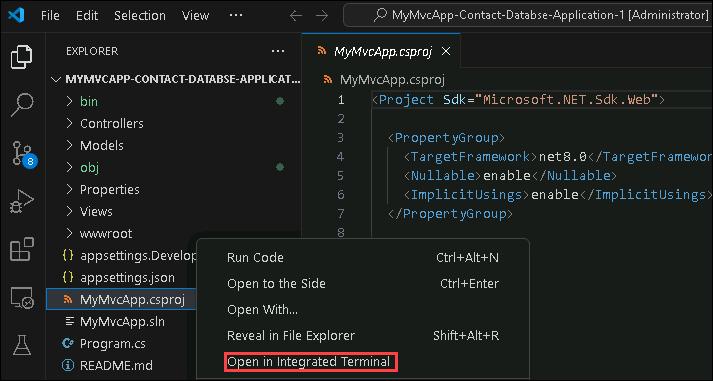 File Edit Selection ··· MyMvcApp-Contact-Databse-Application-1 [Administrator]
EXPLORER
MYMVCAPP-CONTACT-DATABSE-APPLICAT...
bin
Controllers
Models
obj
Properties
Views
wwwroot
{} appsettings.Develop
{} appsettings.json
MyMvcApp.csproj
MyMvcApp.sln
Program.cs
README.md
8
MyMvcApp.csproj
MyMvcApp.csproj
1 <Project Sdk="Microsoft.NET.Sdk.Web">
2
3 <PropertyGroup>
4 <TargetFramework>net8.0</TargetFramewor
5 <Nullable>enable</Nullable>
6 <ImplicitUsings>enable</ImplicitUsings>
7 </PropertyGroup>
8
Run Code Ctrl+Alt+N
Open to the Side Ctrl+Enter
Open With...
Reveal in File Explorer Shift+Alt+R
Open in Integrated Terminal